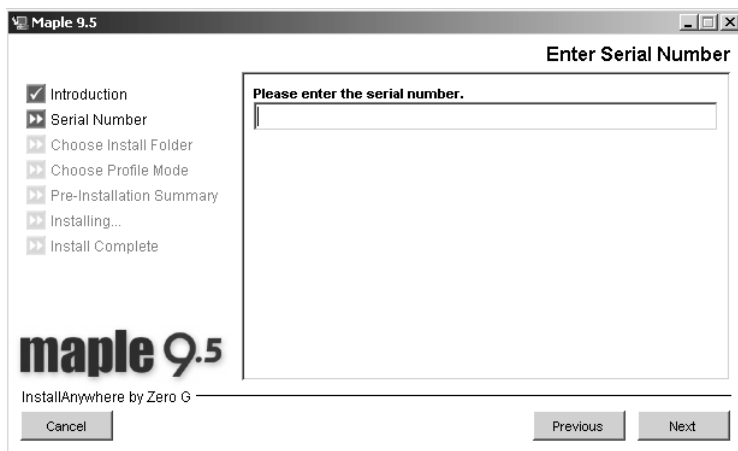 Maple 9.5
Enter Serial Number
Introduction
Serial Number
Choose Install Folder
Choose Profile Mode
Pre-Installation Summary
Installing...
Install Complete
Please enter the serial number.
maple 9.5
InstallAnywhere by Zero G
Cancel
Previous
Next